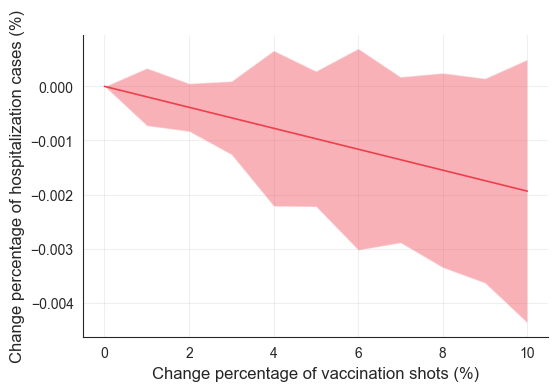 Change percentage of hospitalization cases (%)
0.000
−0.001
−0.002
−0.003
−0.004
0 2 4 6 8 10
Change percentage of vaccination shots (%)